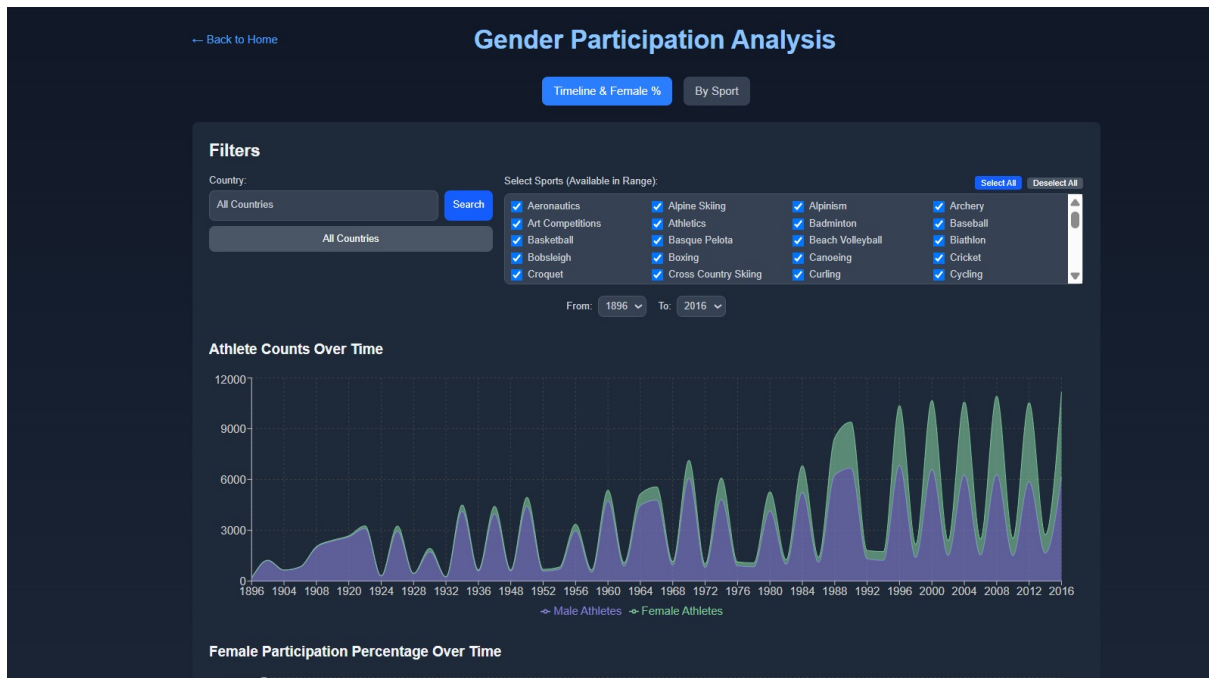 ← Back to Home
Gender Participation Analysis
Timeline & Female %
By Sport
Filters
Country:
All Countries
Search
All Countries
Select Sports (Available in Range):
Select All
Deselect All
Aeronautics
Alpine Skiing
Alpinism
Archery
Art Competitions
Athletics
Badminton
Baseball
Basketball
Basque Pelota
Beach Volleyball
Biathlon
Bobsleigh
Boxing
Canoeing
Cricket
Croquet
Cross Country Skiing
Curling
Cycling
From: 1896 To: 2016
Athlete Counts Over Time
12000
9000
6000
3000
0
1896 1904 1908 1920 1924 1928 1932 1936 1948 1952 1956 1960 1964 1968 1972 1976 1980 1984 1988 1992 1996 2000 2004 2008 2012 2016
Male Athletes Female Athletes
Female Participation Percentage Over Time